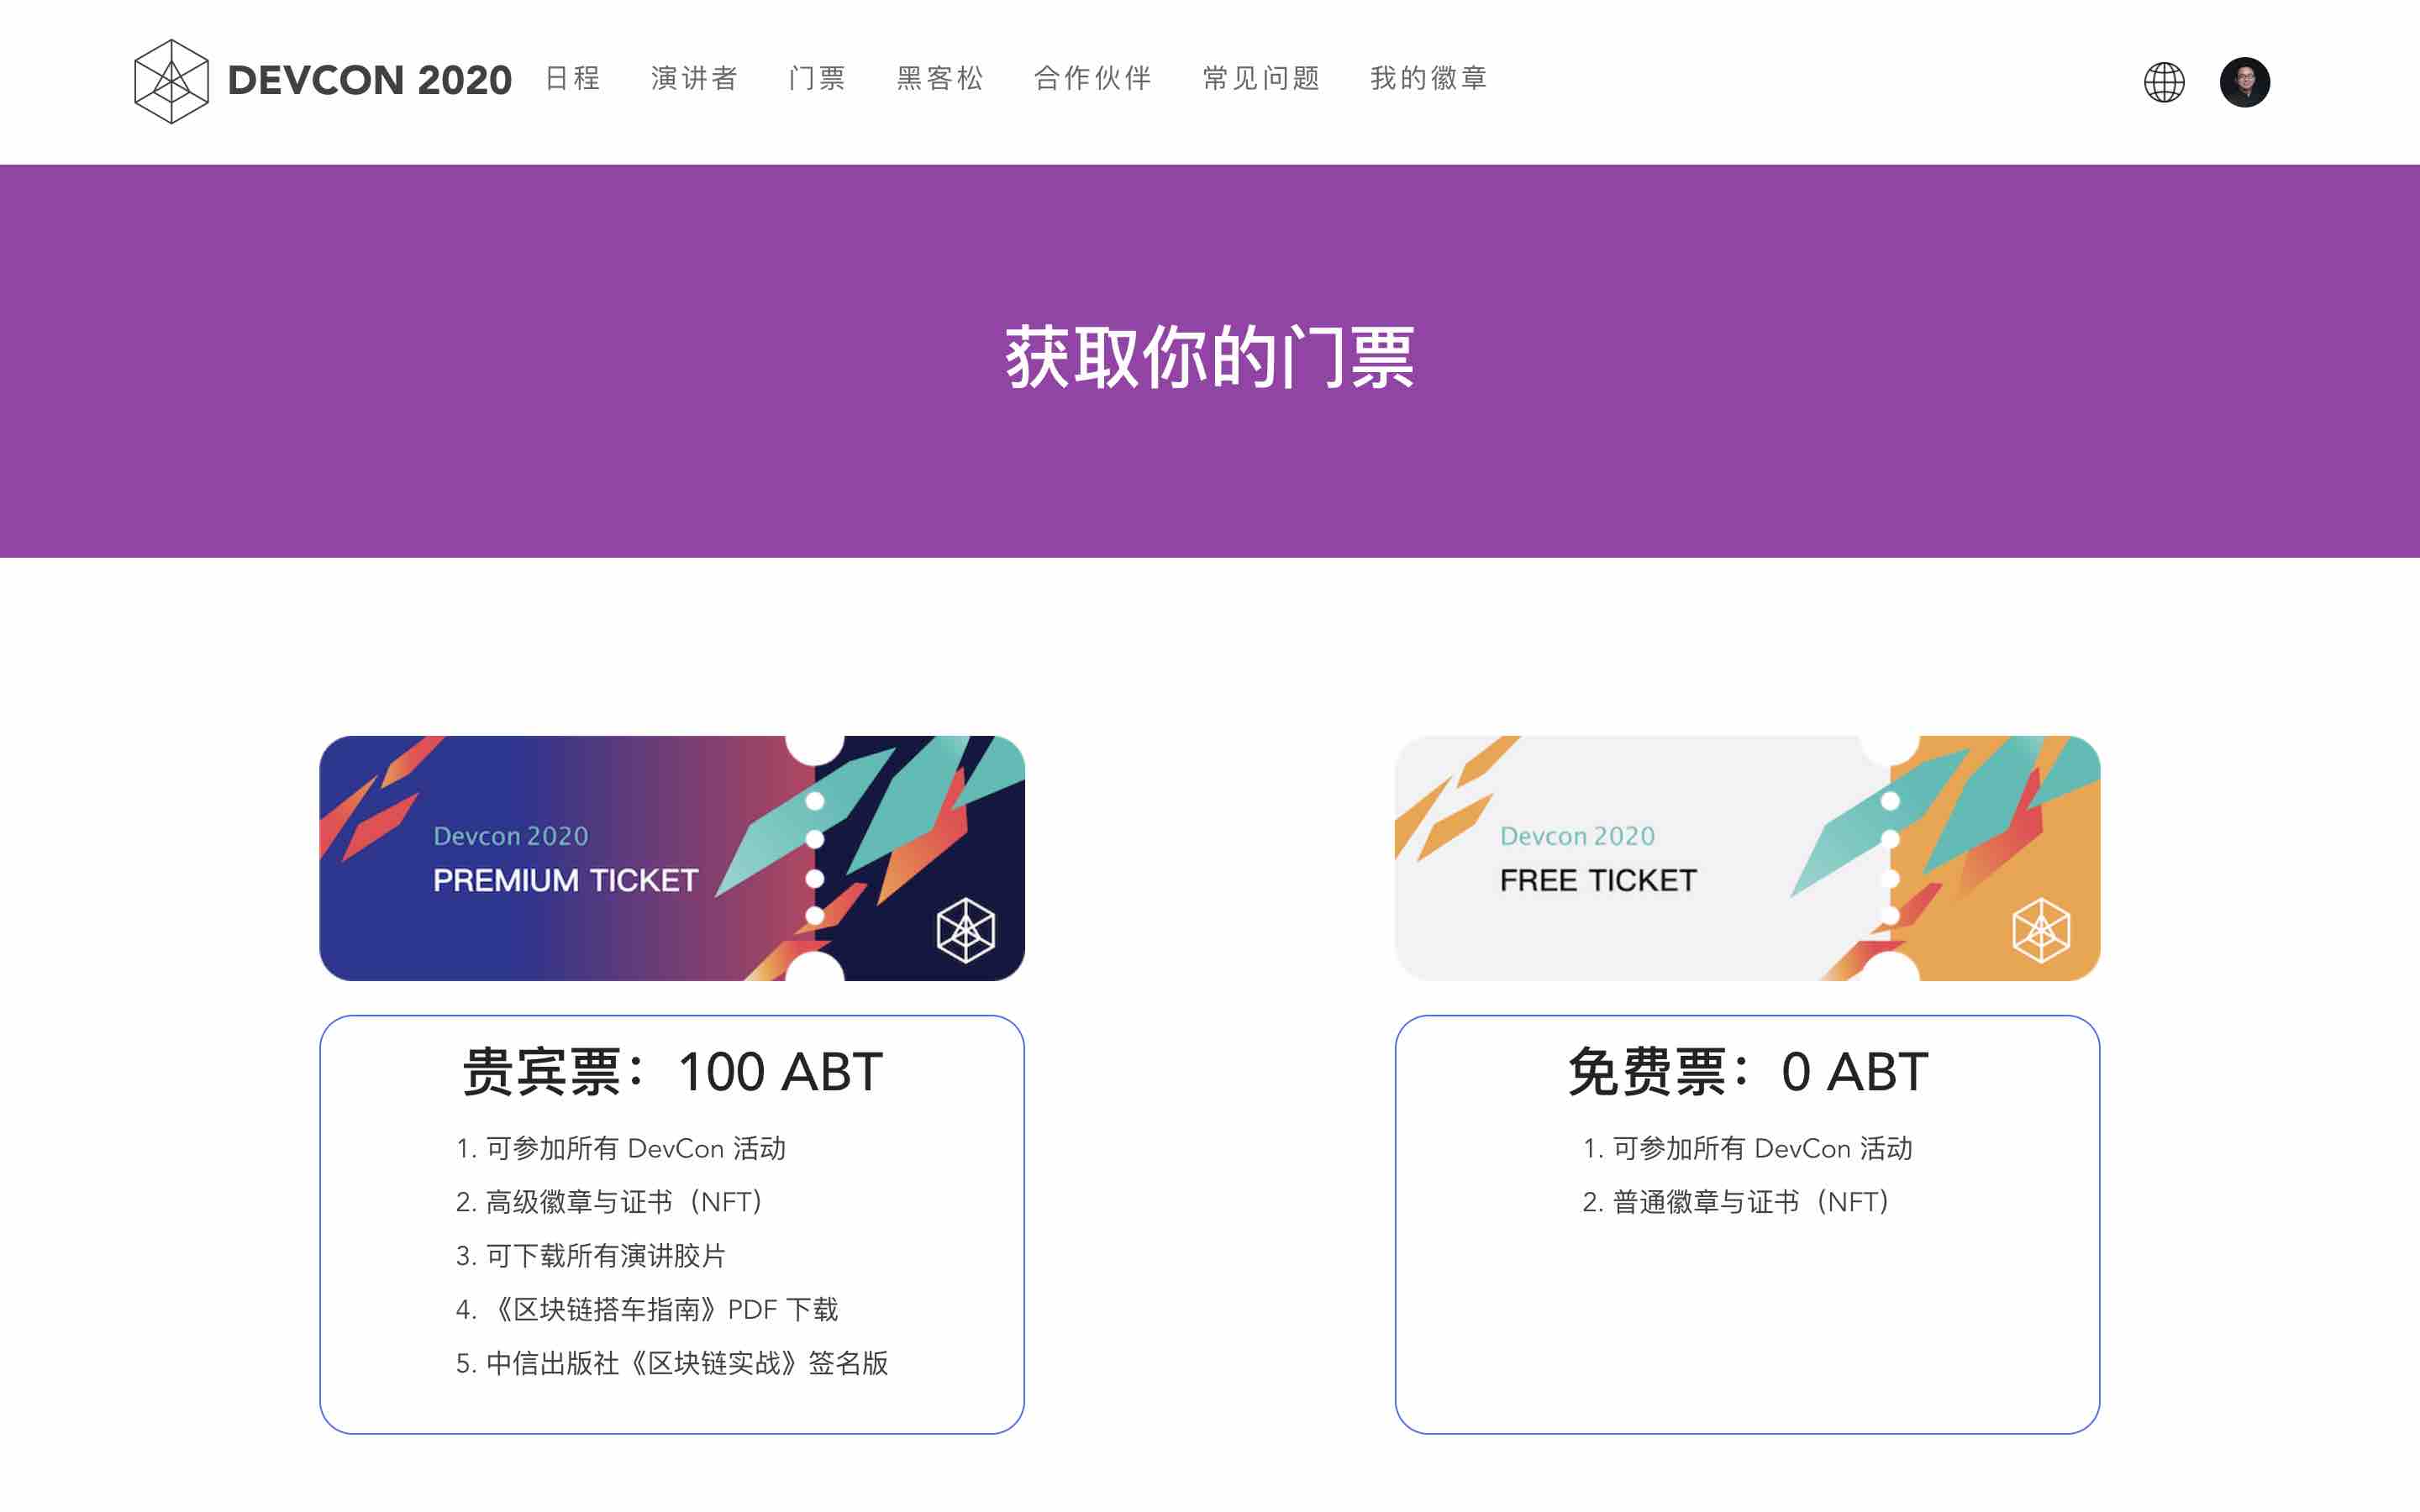 DEVCON 2020 日程 演讲者 门票 黑客松 合作伙伴 常见问题 我的徽章
获取你的门票
Devcon 2020
PREMIUM TICKET
贵宾票：100 ABT
1. 可参加所有 DevCon 活动
2. 高级徽章与证书（NFT）
3. 可下载所有演讲胶片
4. 《区块链搭车指南》PDF 下载
5. 中信出版社《区块链实战》签名版
Devcon 2020
FREE TICKET
免费票：0 ABT
1. 可参加所有 DevCon 活动
2. 普通徽章与证书（NFT）